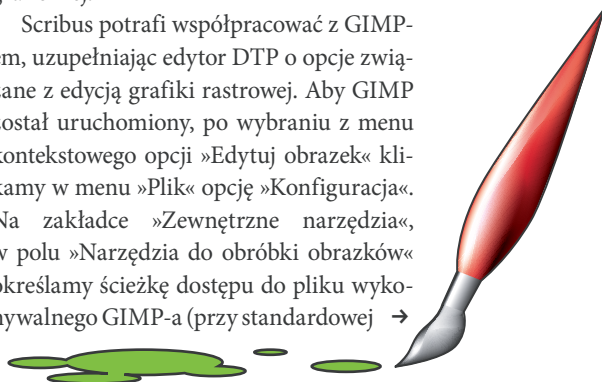 Scribus potrafi współpracować z GIMP-
em, uzupełniając edytor DTP o opcje zwią-
zane z edycją grafiki rastrowej. Aby GIMP
został uruchomiony, po wybraniu z menu
kontekstowego opcji »Edytuj obrazek« kli-
kamy w menu »Plik« opcję »Konfiguracja«.
Na zakładce »Zewnętrzne narzędzia«,
w polu »Narzędzia do obróbki obrazków«
określamy ścieżkę dostępu do pliku wyko-
nywalnego GIMP-a (przy standardowej →